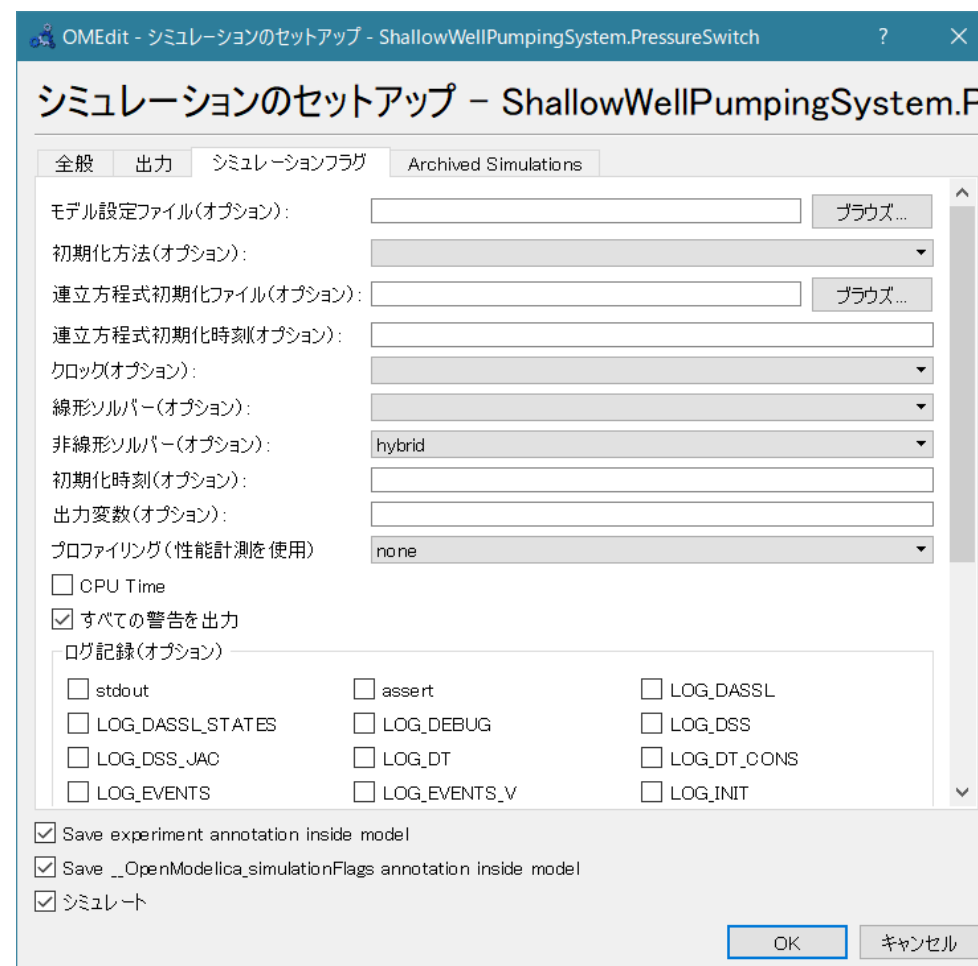 OMEdit - シミュレーションのセットアップ - ShallowWellPumpingSystem.PressureSwitch ? ×
シミュレーションのセットアップ - ShallowWellPumpingSystem.P
全般 出力 シミュレーションフラグ Archived Simulations
モデル設定ファイル(オプション): ブラウズ...
初期化方法(オプション):
連立方程式初期化ファイル(オプション): ブラウズ...
連立方程式初期化時刻(オプション):
クロック(オプション):
線形ソルバー(オプション):
非線形ソルバー(オプション): hybrid
初期化時刻(オプション):
出力変数(オプション):
プロファイリング(性能計測を使用) none
CPU Time
すべての警告を出力
ログ記録(オプション)
stdout assert LOG_DASSL
LOG_DASSL_STATES LOG_DEBUG LOG_DSS
LOG_DSS_JAC LOG_DT LOG_DT_CONS
LOG_EVENTS LOG_EVENTS_V LOG_INIT
Save experiment annotation inside model
Save __OpenModelica_simulationFlags annotation inside model
シミュレート
OK キャンセル